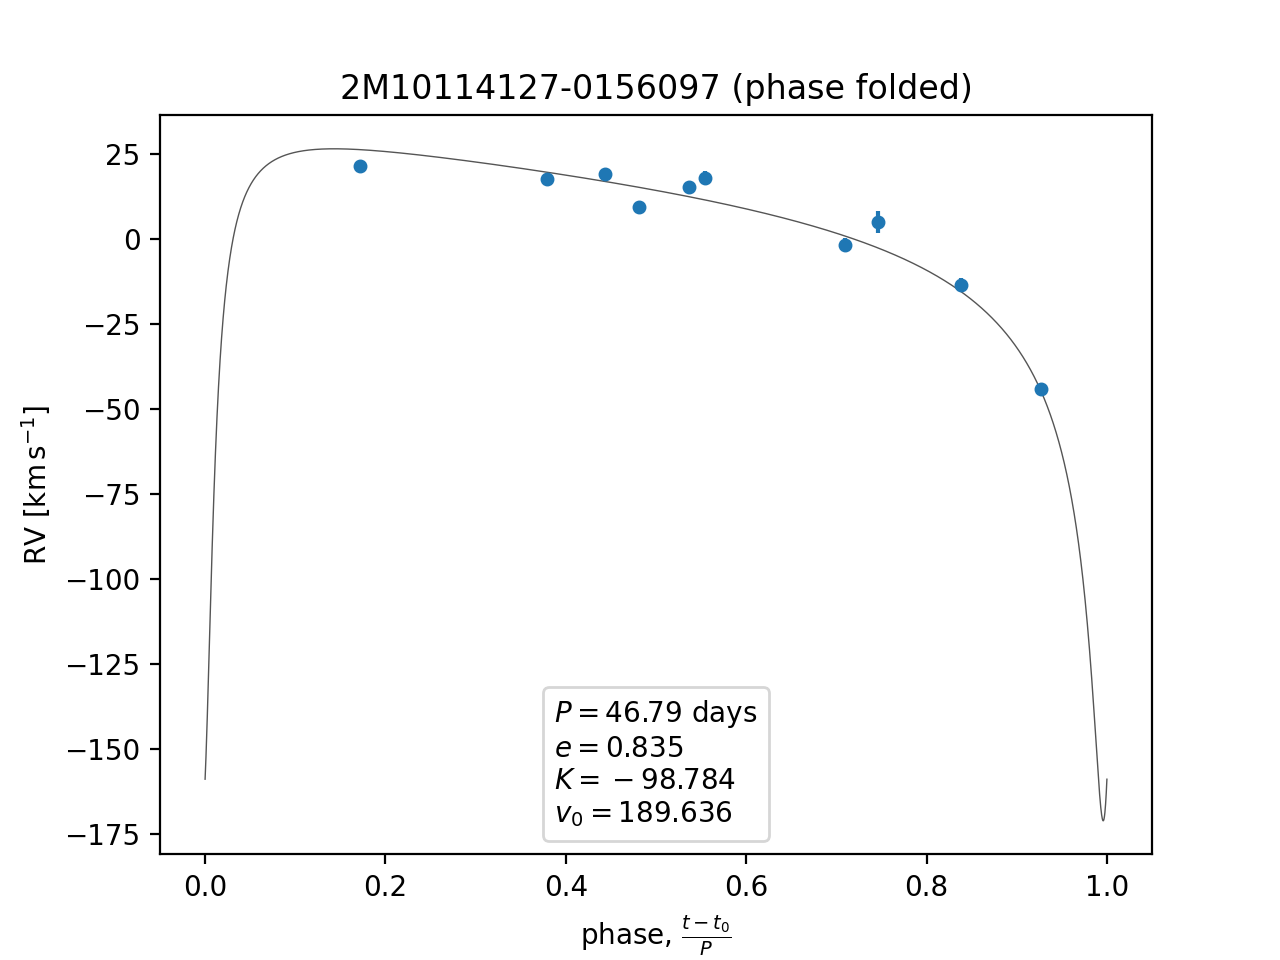 2M10114127-0156097 (phase folded)
25
0
−25
−50
−75
−100
−125
−150
−175
RV [km s⁻¹]
P = 46.79 days
e = 0.835
K = − 98.784
v₀ = 189.636
0.0 0.2 0.4 0.6 0.8 1.0
phase, (t − t₀)/P